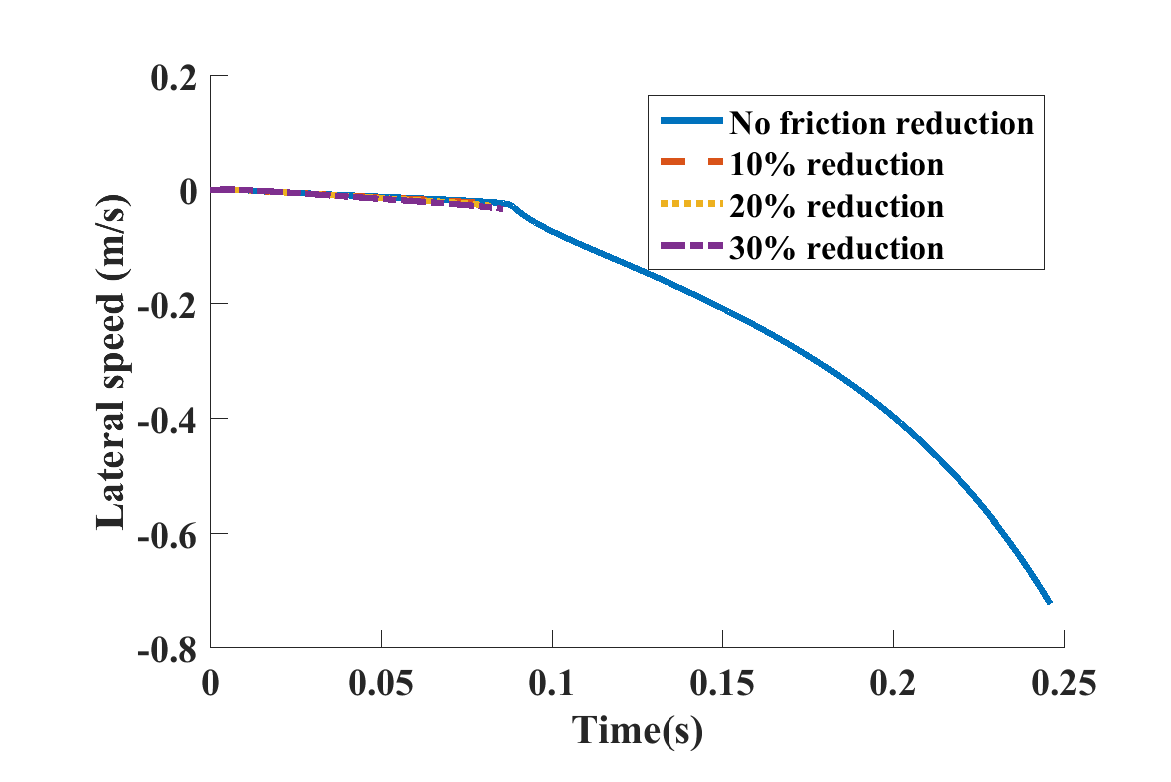 0.2
0
-0.2
-0.4
-0.6
-0.8
Lateral speed (m/s)
No friction reduction
10% reduction
20% reduction
30% reduction
0 0.05 0.1 0.15 0.2 0.25
Time(s)